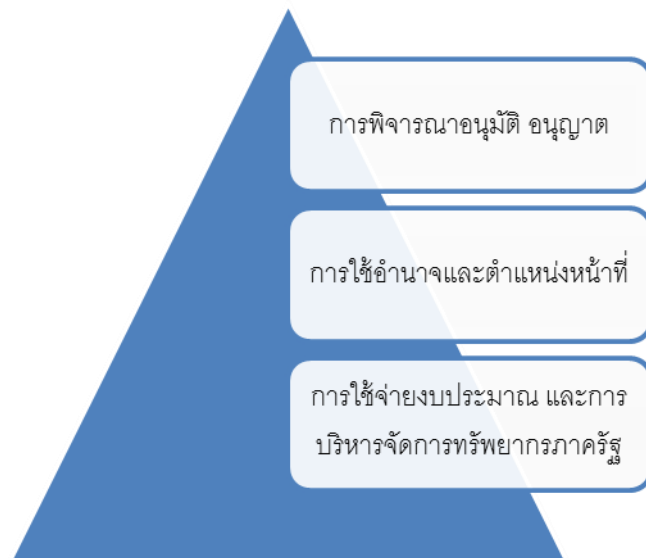 การพิจารณาอนุมัติ อนุญาต
การใช้อำนาจและตำแหน่งหน้าที่
การใช้จ่ายงบประมาณ และการ
บริหารจัดการทรัพยากรภาครัฐ